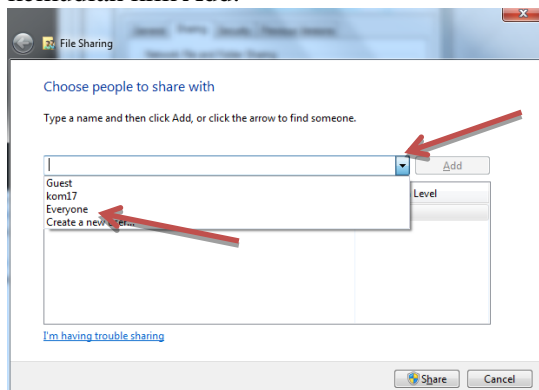 File Sharing
Choose people to share with
Type a name and then click Add, or click the arrow to find someone.
Add
Guest
kom17
Everyone
Create a new
Level
I'm having trouble sharing
Share
Cancel